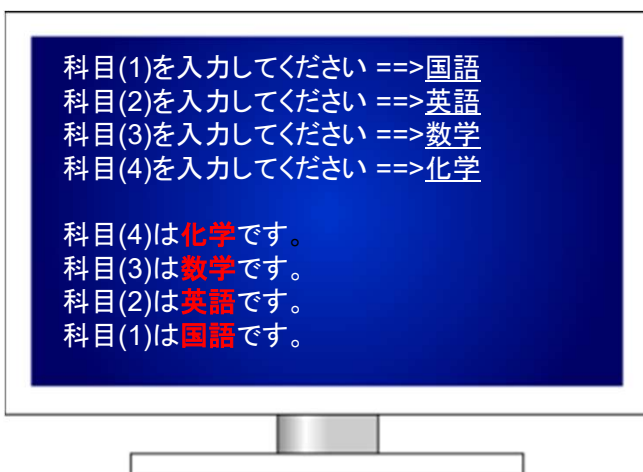 科目(1)を入力してください ==>国語
科目(2)を入力してください ==>英語
科目(3)を入力してください ==>数学
科目(4)を入力してください ==>化学
科目(4)は化学です。
科目(3)は数学です。
科目(2)は英語です。
科目(1)は国語です。